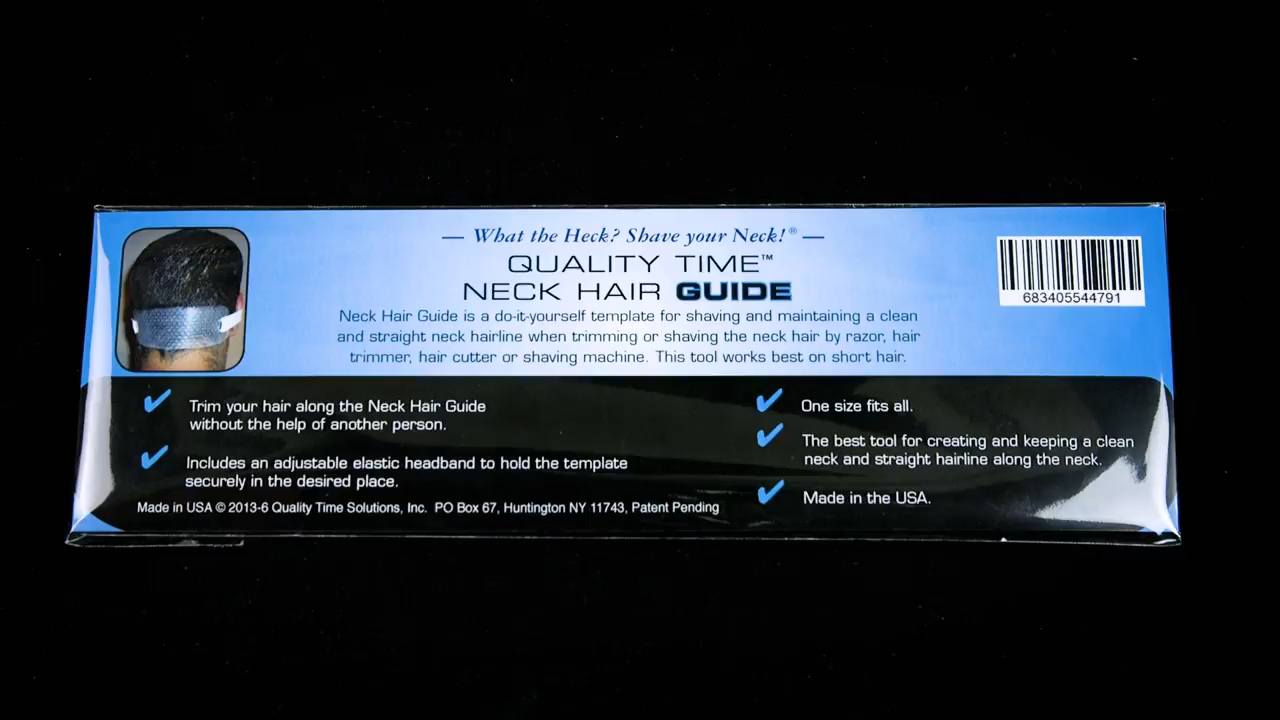 — What the Heck? Shave your Neck!® —
QUALITY TIME™
NECK HAIR GUIDE
Neck Hair Guide is a do-it-yourself template for shaving and maintaining a clean
and straight neck hairline when trimming or shaving the neck hair by razor, hair
trimmer, hair cutter or shaving machine. This tool works best on short hair.
683405544791
Trim your hair along the Neck Hair Guide
without the help of another person.
Includes an adjustable elastic headband to hold the template
securely in the desired place.
Made in USA © 2013-6 Quality Time Solutions, Inc. PO Box 67, Huntington NY 11743, Patent Pending
One size fits all.
The best tool for creating and keeping a clean
neck and straight hairline along the neck.
Made in the USA.